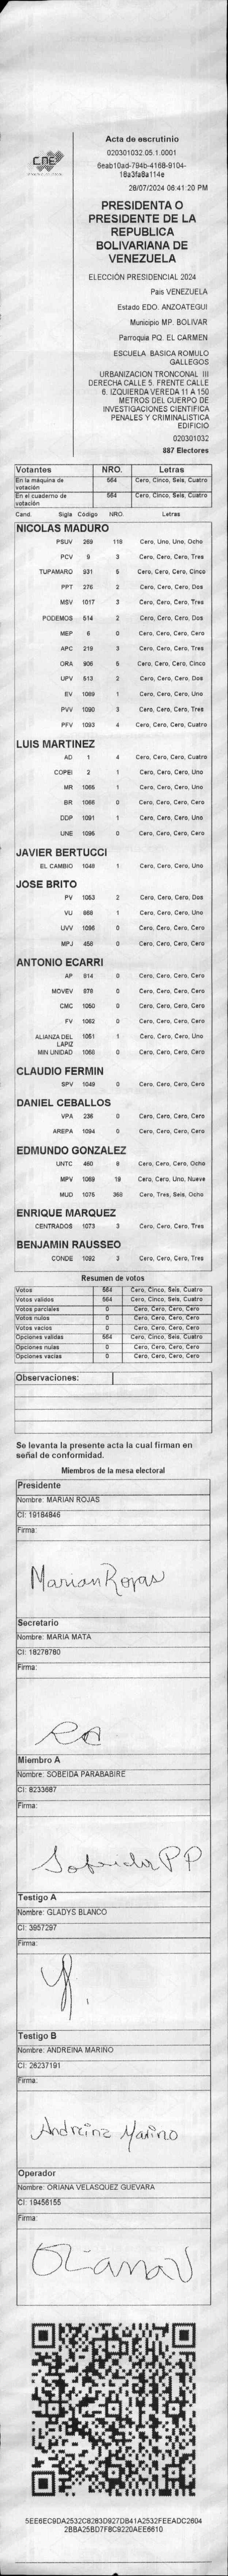 CNE
Acta de escrutinio
020301032.05.1.0001
6eab10ad-794b-4168-9104-
16a3fa8a114e
28/07/2024 06:41:20 PM
PRESIDENTA O
PRESIDENTE DE LA
REPUBLICA
BOLIVARIANA DE
VENEZUELA
ELECCIÓN PRESIDENCIAL 2024
Pais VENEZUELA
Estado EDO. ANZOATEGUI
Municipio MP. BOLIVAR
Parroquia PQ. EL CARMEN
ESCUELA BASICA ROMULO
GALLEGOS
URBANIZACION TRONCONAL III
DERECHA CALLE 5. FRENTE CALLE
6. IZQUIERDA VEREDA 11 A 150
METROS DEL CUERPO DE
INVESTIGACIONES CIENTIFICA
PENALES Y CRIMINALISTICA
EDIFICIO
020301032
887 Electores
Votantes NRO. Letras
En la máquina de votación 564 Cero, Cinco, Seis, Cuatro
En el cuaderno de votación 564 Cero, Cinco, Seis, Cuatro
Cand. Sigla Código NRO. Letras
NICOLAS MADURO
PSUV 269 118 Cero, Uno, Uno, Ocho
PCV 9 3 Cero, Cero, Cero, Tres
TUPAMARO 931 5 Cero, Cero, Cero, Cinco
PPT 276 2 Cero, Cero, Cero, Dos
MSV 1017 3 Cero, Cero, Cero, Tres
PODEMOS 514 2 Cero, Cero, Cero, Dos
MEP 6 0 Cero, Cero, Cero, Cero
APC 219 3 Cero, Cero, Cero, Tres
ORA 906 5 Cero, Cero, Cero, Cinco
UPV 513 2 Cero, Cero, Cero, Dos
EV 1089 1 Cero, Cero, Cero, Uno
PVV 1090 3 Cero, Cero, Cero, Tres
PFV 1093 4 Cero, Cero, Cero, Cuatro
LUIS MARTINEZ
AD 1 4 Cero, Cero, Cero, Cuatro
COPEI 2 1 Cero, Cero, Cero, Uno
MR 1065 1 Cero, Cero, Cero, Uno
BR 1066 0 Cero, Cero, Cero, Cero
DDP 1091 1 Cero, Cero, Cero, Uno
UNE 1096 0 Cero, Cero, Cero, Cero
JAVIER BERTUCCI
EL CAMBIO 1048 1 Cero, Cero, Cero, Uno
JOSE BRITO
PV 1053 2 Cero, Cero, Cero, Dos
VU 868 1 Cero, Cero, Cero, Uno
UVV 1095 0 Cero, Cero, Cero, Cero
MPJ 456 0 Cero, Cero, Cero, Cero
ANTONIO ECARRI
AP 814 0 Cero, Cero, Cero, Cero
MOVEV 978 0 Cero, Cero, Cero, Cero
CMC 1050 0 Cero, Cero, Cero, Cero
FV 1062 0 Cero, Cero, Cero, Cero
ALIANZA DEL LAPIZ 1051 1 Cero, Cero, Cero, Uno
MIN UNIDAD 1056 0 Cero, Cero, Cero, Cero
CLAUDIO FERMIN
SPV 1049 0 Cero, Cero, Cero, Cero
DANIEL CEBALLOS
VPA 236 0 Cero, Cero, Cero, Cero
AREPA 1094 0 Cero, Cero, Cero, Cero
EDMUNDO GONZALEZ
UNTC 460 8 Cero, Cero, Cero, Ocho
MPV 1069 19 Cero, Cero, Uno, Nueve
MUD 1076 368 Cero, Tres, Seis, Ocho
ENRIQUE MARQUEZ
CENTRADOS 1073 3 Cero, Cero, Cero, Tres
BENJAMIN RAUSSEO
CONDE 1092 3 Cero, Cero, Cero, Tres
Resumen de votos
Votos 564 Cero, Cinco, Seis, Cuatro
Votos validos 564 Cero, Cinco, Seis, Cuatro
Votos parciales 0 Cero, Cero, Cero, Cero
Votos nulos 0 Cero, Cero, Cero, Cero
Votos vacios 0 Cero, Cero, Cero, Cero
Opciones validas 564 Cero, Cinco, Seis, Cuatro
Opciones nulas 0 Cero, Cero, Cero, Cero
Opciones vacias 0 Cero, Cero, Cero, Cero
Observaciones:
Se levanta la presente acta la cual firman en
señal de conformidad.
Miembros de la mesa electoral
Presidente
Nombre: MARIAN ROJAS
CI: 19184846
Firma:
Marian Rojas
Secretario
Nombre: MARIA MATA
CI: 18278780
Firma:
Miembro A
Nombre: SOBEIDA PARABABIRE
CI: 8233687
Firma:
Sobeida PP
Testigo A
Nombre: GLADYS BLANCO
CI: 3957297
Firma:
Testigo B
Nombre: ANDREINA MARIÑO
CI: 26237191
Firma:
Andreina Mariño
Operador
Nombre: ORIANA VELASQUEZ GUEVARA
CI: 19456155
Firma:
Oriana V
5EE6EC9DA2532C8283D927DB41A2532FEEADC2604
2BBA25BD7F8C9220AEE6610